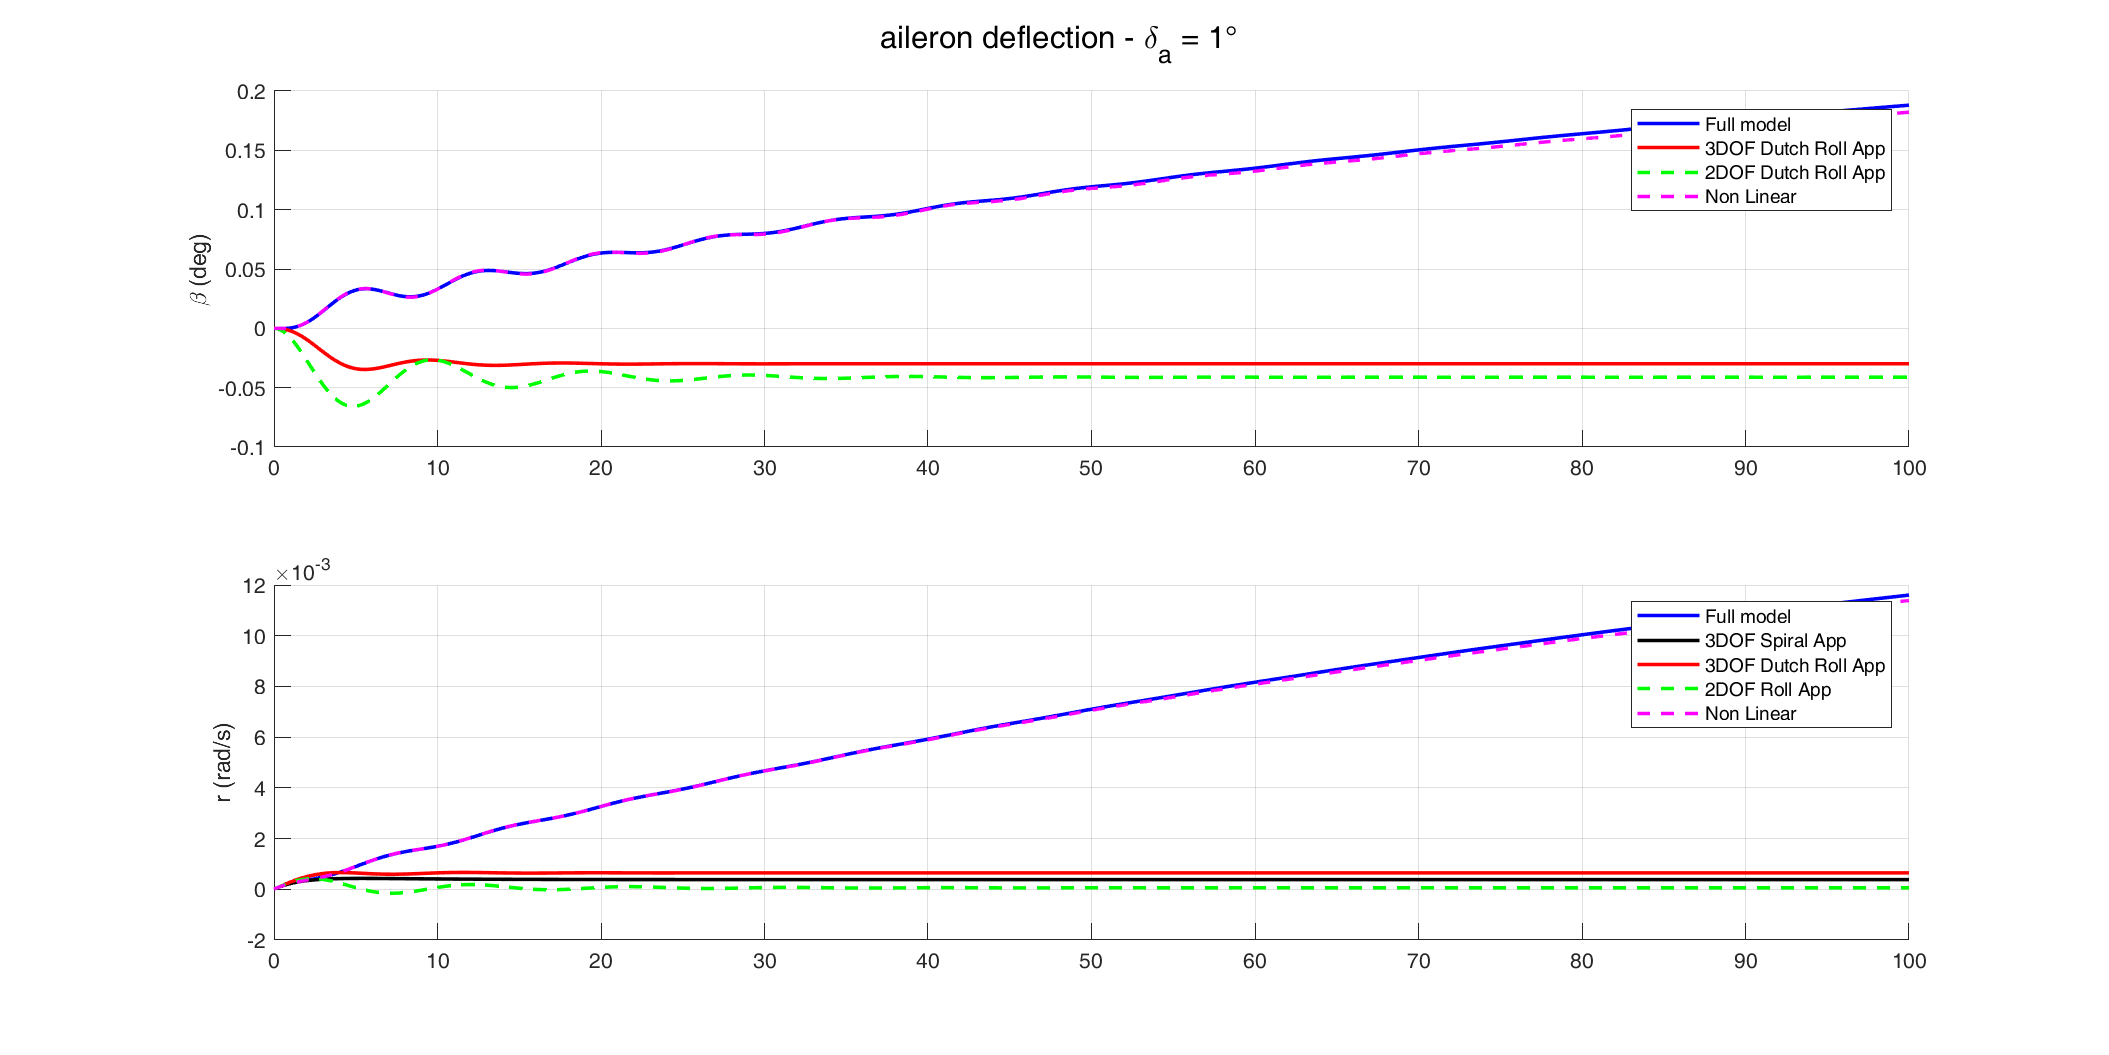 aileron deflection - δa = 1°
0.2
0.15
0.1
0.05
0
-0.05
-0.1
β (deg)
0 10 20 30 40 50 60 70 80 90 100
Full model
3DOF Dutch Roll App
2DOF Dutch Roll App
Non Linear
×10-3
12
10
8
6
4
2
0
-2
r (rad/s)
0 10 20 30 40 50 60 70 80 90 100
Full model
3DOF Spiral App
3DOF Dutch Roll App
2DOF Roll App
Non Linear